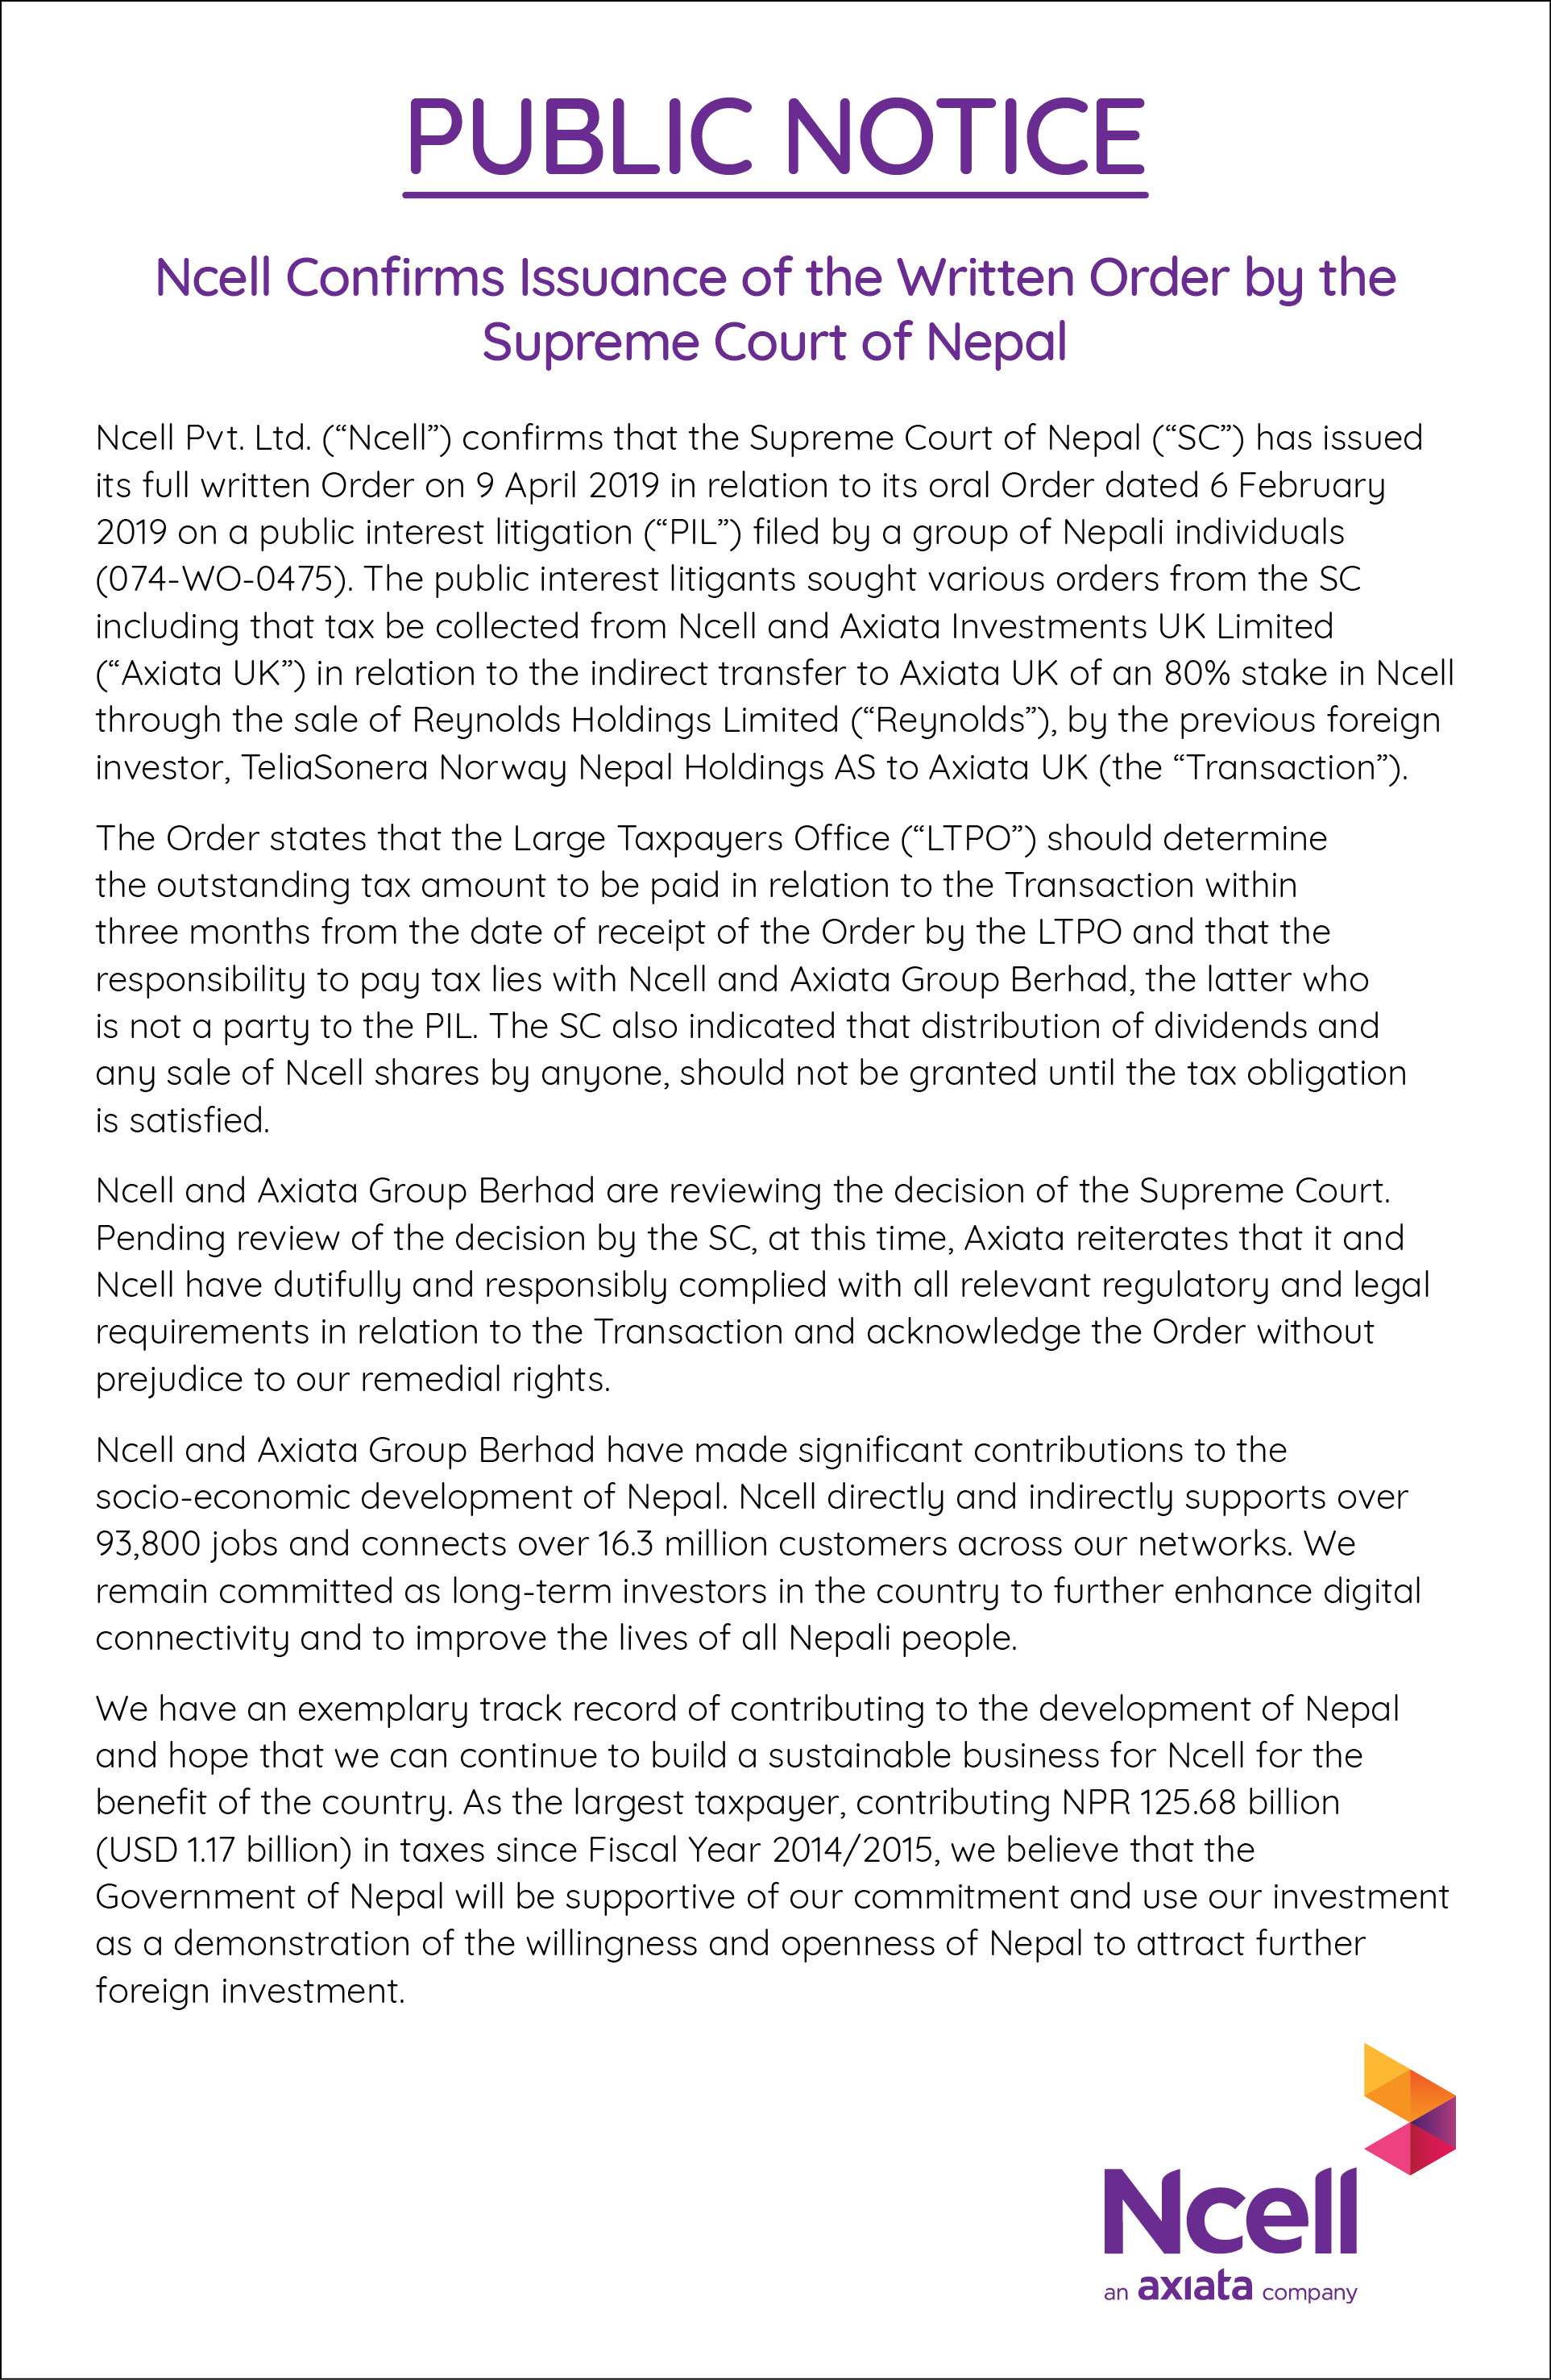 PUBLIC NOTICE
Ncell Confirms Issuance of the Written Order by the
Supreme Court of Nepal
Ncell Pvt. Ltd. (“Ncell”) confirms that the Supreme Court of Nepal (“SC”) has issued
its full written Order on 9 April 2019 in relation to its oral Order dated 6 February
2019 on a public interest litigation (“PIL”) filed by a group of Nepali individuals
(074-WO-0475). The public interest litigants sought various orders from the SC
including that tax be collected from Ncell and Axiata Investments UK Limited
(“Axiata UK”) in relation to the indirect transfer to Axiata UK of an 80% stake in Ncell
through the sale of Reynolds Holdings Limited (“Reynolds”), by the previous foreign
investor, TeliaSonera Norway Nepal Holdings AS to Axiata UK (the “Transaction”).
The Order states that the Large Taxpayers Office (“LTPO”) should determine
the outstanding tax amount to be paid in relation to the Transaction within
three months from the date of receipt of the Order by the LTPO and that the
responsibility to pay tax lies with Ncell and Axiata Group Berhad, the latter who
is not a party to the PIL. The SC also indicated that distribution of dividends and
any sale of Ncell shares by anyone, should not be granted until the tax obligation
is satisfied.
Ncell and Axiata Group Berhad are reviewing the decision of the Supreme Court.
Pending review of the decision by the SC, at this time, Axiata reiterates that it and
Ncell have dutifully and responsibly complied with all relevant regulatory and legal
requirements in relation to the Transaction and acknowledge the Order without
prejudice to our remedial rights.
Ncell and Axiata Group Berhad have made significant contributions to the
socio-economic development of Nepal. Ncell directly and indirectly supports over
93,800 jobs and connects over 16.3 million customers across our networks. We
remain committed as long-term investors in the country to further enhance digital
connectivity and to improve the lives of all Nepali people.
We have an exemplary track record of contributing to the development of Nepal
and hope that we can continue to build a sustainable business for Ncell for the
benefit of the country. As the largest taxpayer, contributing NPR 125.68 billion
(USD 1.17 billion) in taxes since Fiscal Year 2014/2015, we believe that the
Government of Nepal will be supportive of our commitment and use our investment
as a demonstration of the willingness and openness of Nepal to attract further
foreign investment.
Ncell
an axiata company